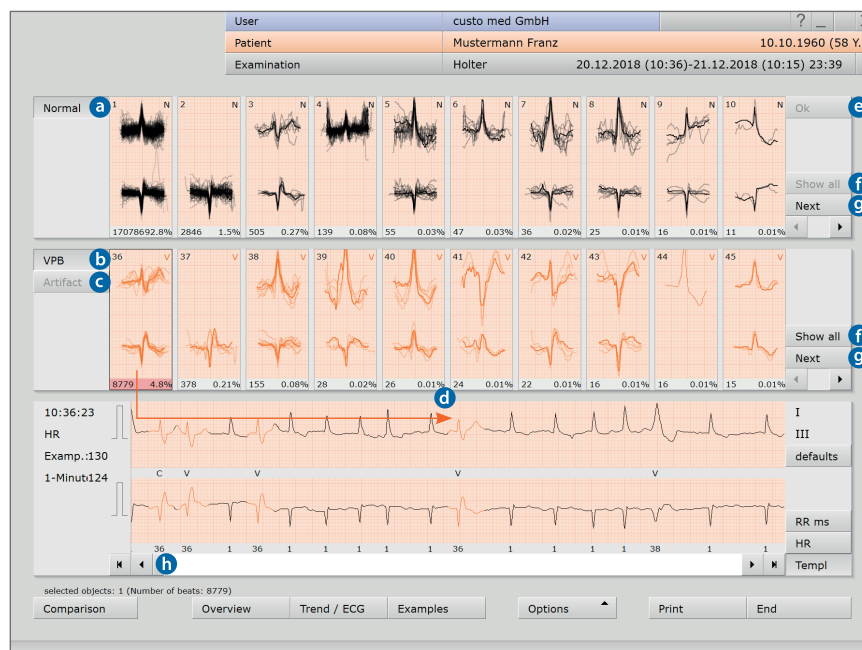 User custo med GmbH ? _
Patient Mustermann Franz 10.10.1960 (58 Y.
Examination Holter 20.12.2018 (10:36)-21.12.2018 (10:15) 23:39
Normal a 1 N 2 N 3 N 4 N 5 N 6 N 7 N 8 N 9 N 10 N Ok e
Show all f
Next g
17078692.8% 2846 1.5% 505 0.27% 139 0.08% 55 0.03% 47 0.03% 36 0.02% 25 0.01% 16 0.01% 11 0.01%
VPB b 36 V 37 V 38 V 39 V 40 V 41 V 42 V 43 V 44 V 45 V
Artifact c
Show all f
Next g
8779 4.8% 378 0.21% 155 0.08% 28 0.02% 26 0.01% 24 0.01% 22 0.01% 16 0.01% 16 0.01% 15 0.01%
d
10:36:23 I
HR III
Examp.:130 defaults
1-Minut124 C V V V V
RR ms
36 36 1 36 1 1 1 1 1 36 1 1 1 1 38 1 1 HR
h Templ
selected objects: 1 (Number of beats: 8779)
Comparison Overview Trend / ECG Examples Options Print End